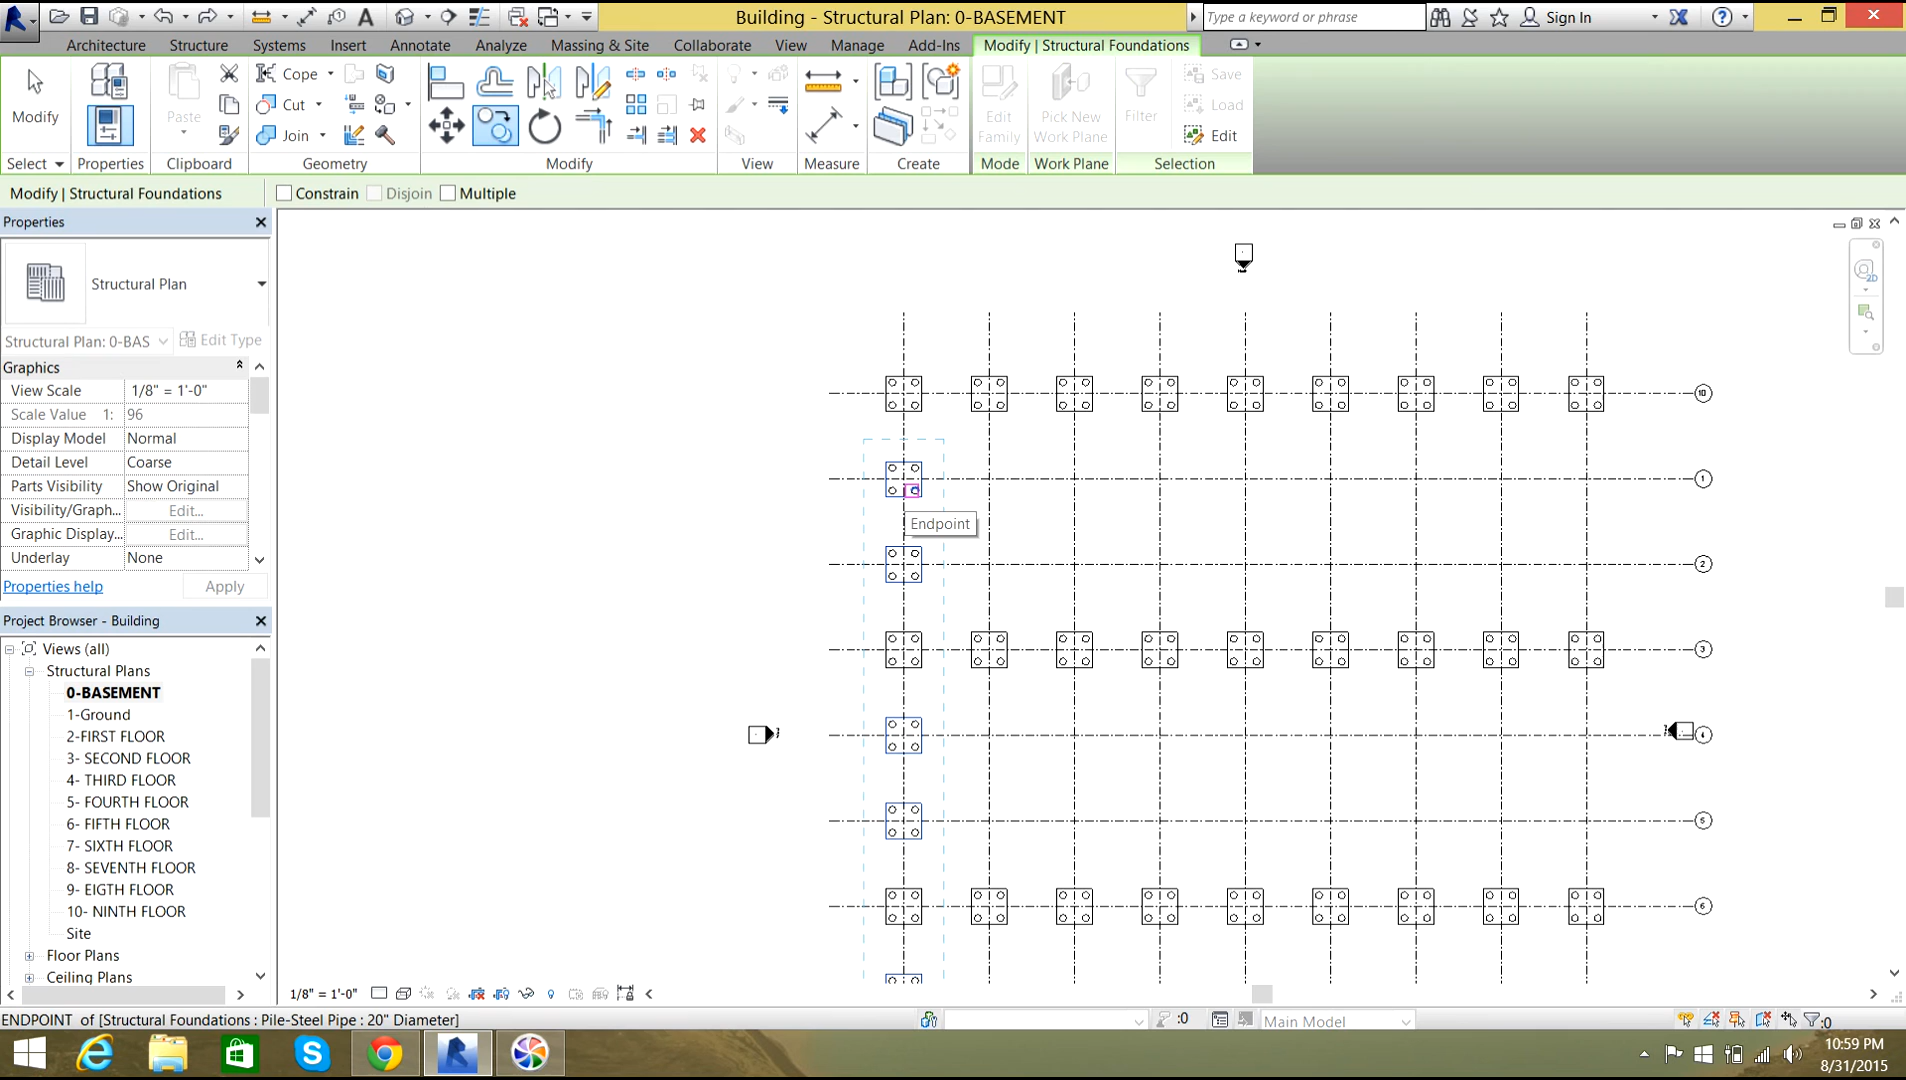 Building - Structural Plan: 0-BASEMENT
Type a keyword or phrase
Sign In
Architecture Structure Systems Insert Annotate Analyze Massing & Site Collaborate View Manage Add-Ins Modify | Structural Foundations
Modify
Paste
Cope
Cut
Join
Edit Family
Pick New Work Plane
Filter
Save
Load
Edit
Select Properties Clipboard Geometry Modify View Measure Create Mode Work Plane Selection
Modify | Structural Foundations Constrain Disjoin Multiple
Properties
Structural Plan
Structural Plan: 0-BAS Edit Type
Graphics
View Scale 1/8" = 1'-0"
Scale Value 1: 96
Display Model Normal
Detail Level Coarse
Parts Visibility Show Original
Visibility/Graph... Edit...
Graphic Display... Edit...
Underlay None
Properties help Apply
Project Browser - Building
Views (all)
Structural Plans
0-BASEMENT
1-Ground
2-FIRST FLOOR
3- SECOND FLOOR
4- THIRD FLOOR
5- FOURTH FLOOR
6- FIFTH FLOOR
7- SIXTH FLOOR
8- SEVENTH FLOOR
9- EIGTH FLOOR
10- NINTH FLOOR
Site
Floor Plans
Ceiling Plans
10
1
Endpoint
2
3
4
5
6
1/8" = 1'-0"
ENDPOINT of [Structural Foundations : Pile-Steel Pipe : 20" Diameter]
:0
Main Model
:0
10:59 PM
8/31/2015